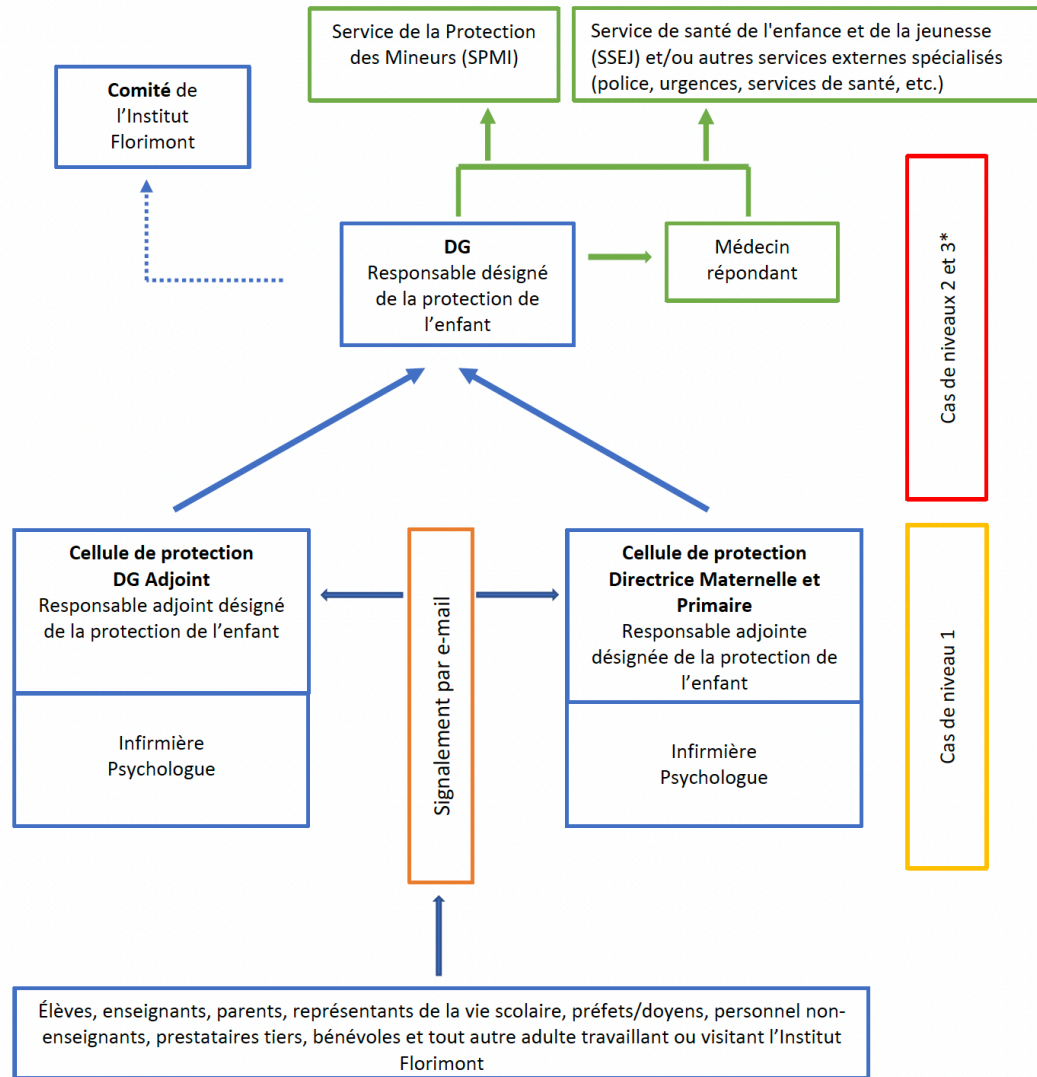 Service de la Protection
des Mineurs (SPMI)
Service de santé de l'enfance et de la jeunesse
(SSEJ) et/ou autres services externes spécialisés
(police, urgences, services de santé, etc.)
Comité de
l’Institut
Florimont
DG
Responsable désigné
de la protection de
l’enfant
Médecin
répondant
Cas de niveaux 2 et 3*
Cellule de protection
DG Adjoint
Responsable adjoint désigné
de la protection de l’enfant
Infirmière
Psychologue
Signalement par e-mail
Cellule de protection
Directrice Maternelle et
Primaire
Responsable adjointe
désignée de la protection de
l’enfant
Infirmière
Psychologue
Cas de niveau 1
Élèves, enseignants, parents, représentants de la vie scolaire, préfets/doyens, personnel non-
enseignants, prestataires tiers, bénévoles et tout autre adulte travaillant ou visitant l’Institut
Florimont